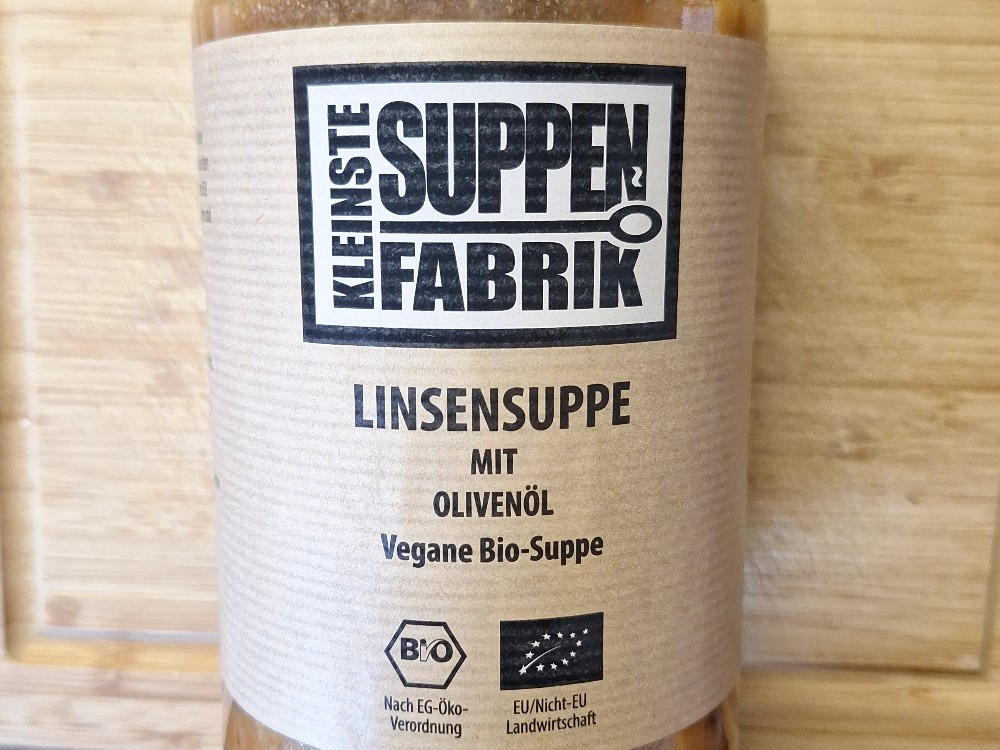 KLEINSTE
SUPPEN
FABRIK
LINSENSUPPE
MIT
OLIVENÖL
Vegane Bio-Suppe
BIO
Nach EG-Öko-
Verordnung
EU/Nicht-EU
Landwirtschaft